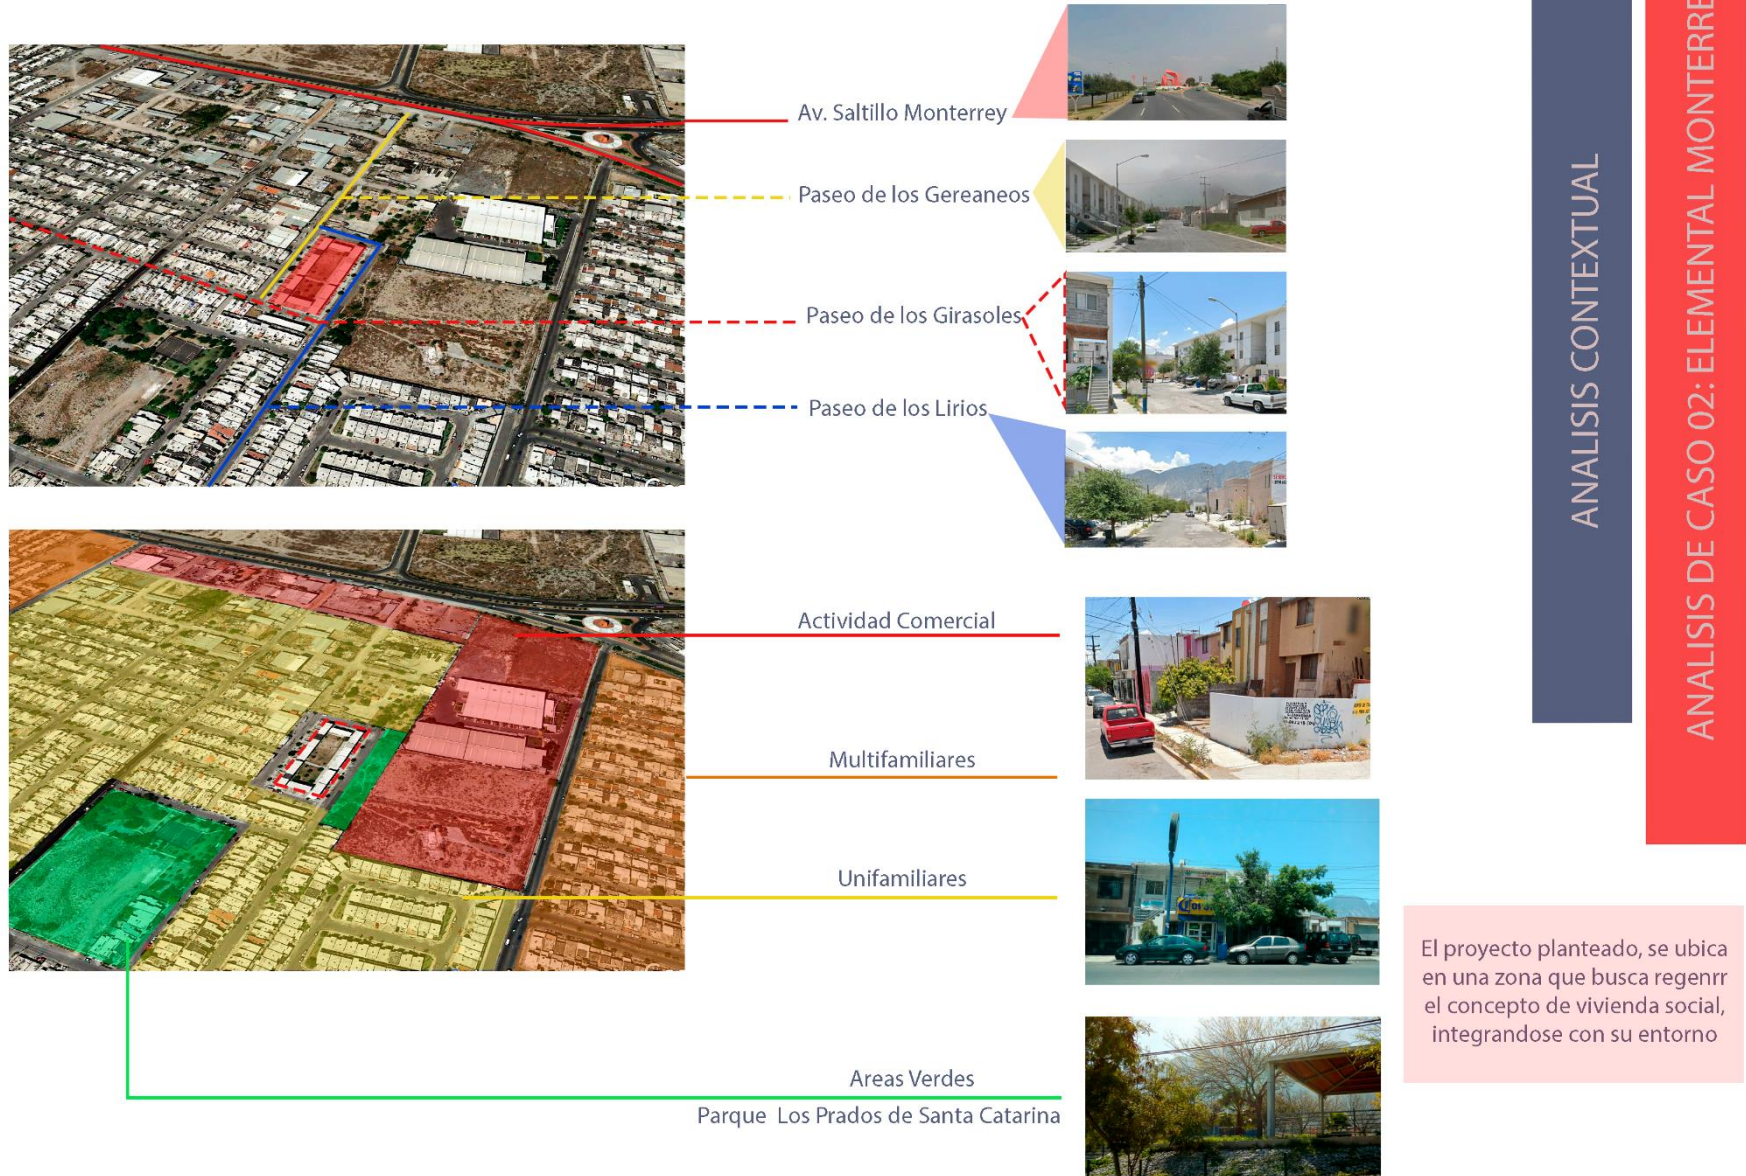 Av. Saltillo Monterrey
Paseo de los Gereaneos
Paseo de los Girasoles
Paseo de los Lirios
Actividad Comercial
Multifamiliares
Unifamiliares
Areas Verdes
Parque Los Prados de Santa Catarina
El proyecto planteado, se ubica
en una zona que busca regenrr
el concepto de vivienda social,
integrandose con su entorno
ANALISIS CONTEXTUAL
ANALISIS DE CASO 02: ELEMENTAL MONTERRE